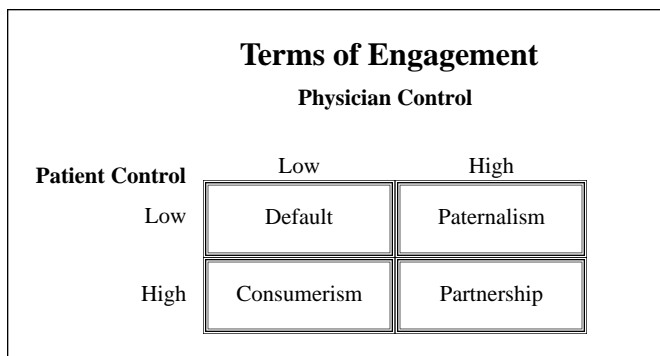 Terms of Engagement
Physician Control
Low High
Patient Control
Low Default Paternalism
High Consumerism Partnership